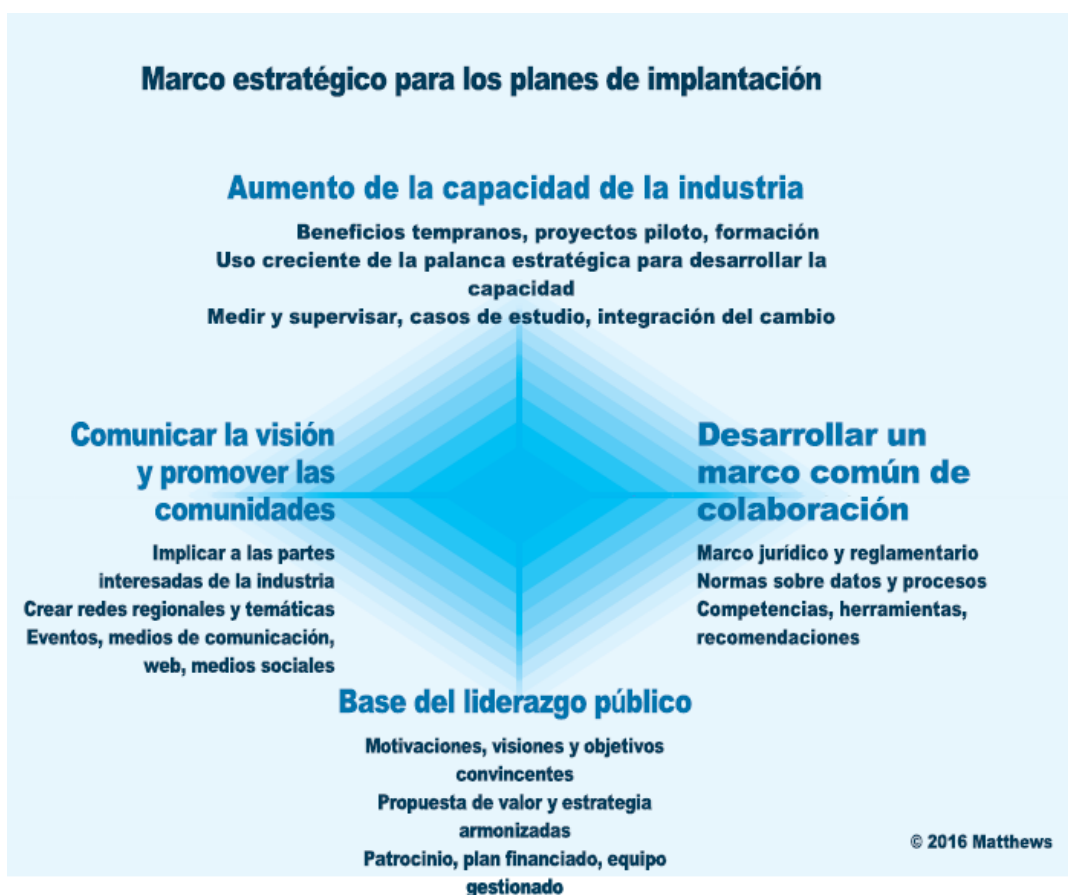 Marco estratégico para los planes de implantación
Aumento de la capacidad de la industria
Beneficios tempranos, proyectos piloto, formación
Uso creciente de la palanca estratégica para desarrollar la
capacidad
Medir y supervisar, casos de estudio, integración del cambio
Comunicar la visión
y promover las
comunidades
Implicar a las partes
interesadas de la industria
Crear redes regionales y temáticas
Eventos, medios de comunicación,
web, medios sociales
Desarrollar un
marco común de
colaboración
Marco jurídico y reglamentario
Normas sobre datos y procesos
Competencias, herramientas,
recomendaciones
Base del liderazgo público
Motivaciones, visiones y objetivos
convincentes
Propuesta de valor y estrategia
armonizadas
Patrocinio, plan financiado, equipo
gestionado
© 2016 Matthews